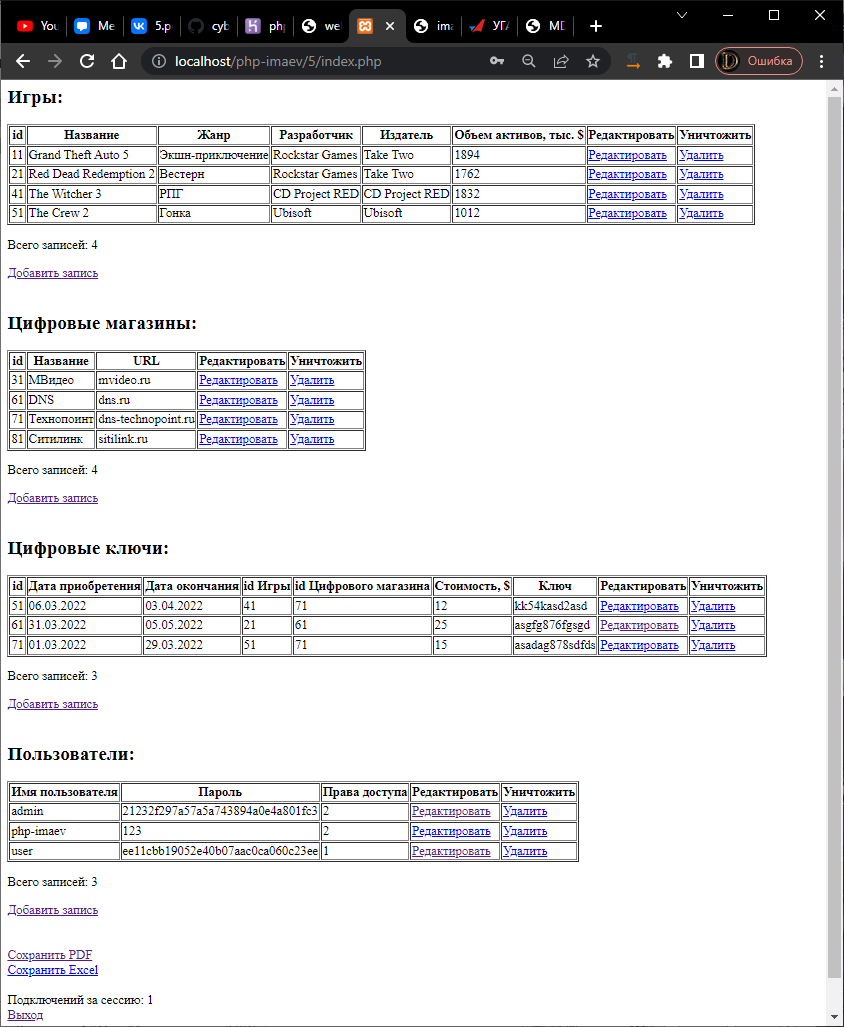 You
Me
5.p
cyb
php
we
ima
УГА
MD
localhost/php-imaev/5/index.php
Ошибка
Игры:
id Название Жанр Разработчик Издатель Объем активов, тыс. $ Редактировать Уничтожить
11 Grand Theft Auto 5 Экшн-приключение Rockstar Games Take Two 1894 Редактировать Удалить
21 Red Dead Redemption 2 Вестерн Rockstar Games Take Two 1762 Редактировать Удалить
41 The Witcher 3 РПГ CD Project RED CD Project RED 1832 Редактировать Удалить
51 The Crew 2 Гонка Ubisoft Ubisoft 1012 Редактировать Удалить
Всего записей: 4
Добавить запись
Цифровые магазины:
id Название URL Редактировать Уничтожить
31 МВидео mvideo.ru Редактировать Удалить
61 DNS dns.ru Редактировать Удалить
71 Технопоинт dns-technopoint.ru Редактировать Удалить
81 Ситилинк sitilink.ru Редактировать Удалить
Всего записей: 4
Добавить запись
Цифровые ключи:
id Дата приобретения Дата окончания id Игры id Цифрового магазина Стоимость, $ Ключ Редактировать Уничтожить
51 06.03.2022 03.04.2022 41 71 12 kk54kasd2asd Редактировать Удалить
61 31.03.2022 05.05.2022 21 61 25 asgfg876fgsgd Редактировать Удалить
71 01.03.2022 29.03.2022 51 71 15 asadag878sdfds Редактировать Удалить
Всего записей: 3
Добавить запись
Пользователи:
Имя пользователя Пароль Права доступа Редактировать Уничтожить
admin 21232f297a57a5a743894a0e4a801fc3 2 Редактировать Удалить
php-imaev 123 2 Редактировать Удалить
user ee11cbb19052e40b07aac0ca060c23ee 1 Редактировать Удалить
Всего записей: 3
Добавить запись
Сохранить PDF
Сохранить Excel
Подключений за сессию: 1
Выход